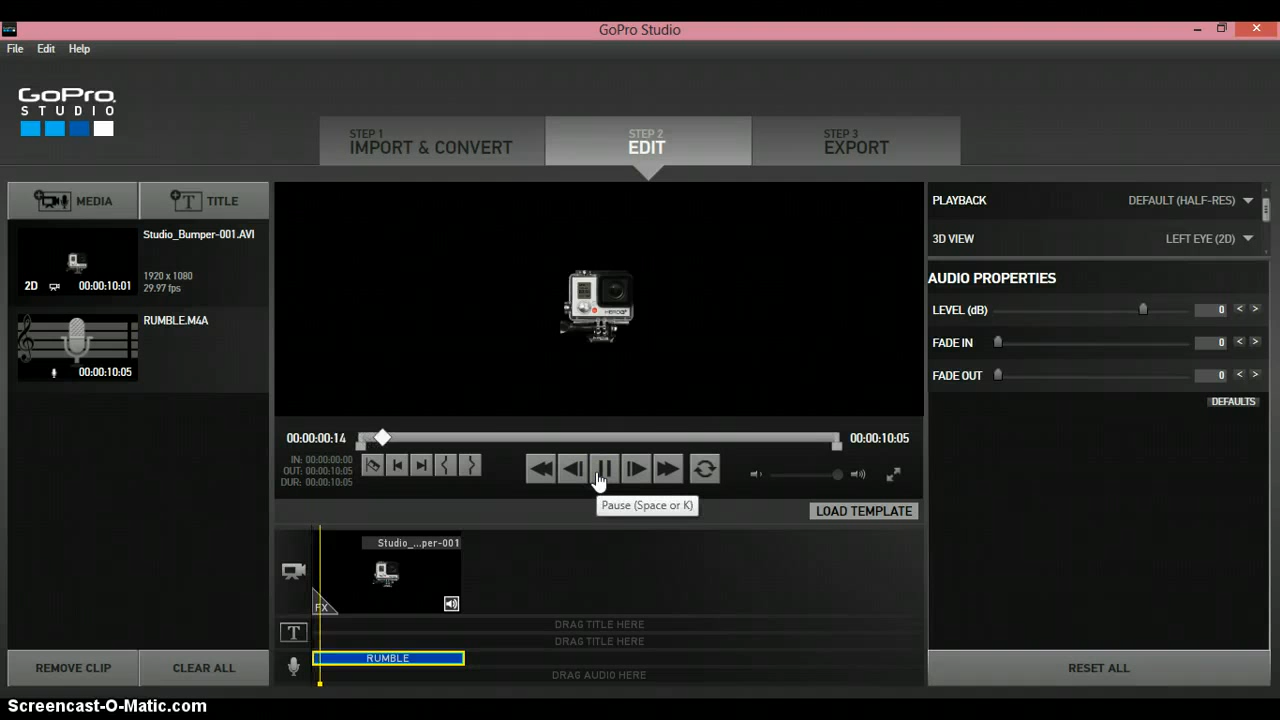 GoPro Studio
File Edit Help
GoPro
STUDIO
STEP 1
IMPORT & CONVERT
STEP 2
EDIT
STEP 3
EXPORT
MEDIA
TITLE
Studio_Bumper-001.AVI
1920 x 1080
29.97 fps
2D 00:00:10:01
RUMBLE.M4A
00:00:10:05
PLAYBACK DEFAULT (HALF-RES)
3D VIEW LEFT EYE (2D)
AUDIO PROPERTIES
LEVEL (dB) 0 < >
FADE IN 0 < >
FADE OUT 0 < >
DEFAULTS
HERO3+
00:00:00:14
00:00:10:05
IN: 00:00:00:00
OUT: 00:00:10:05
DUR: 00:00:10:05
Pause (Space or K)
LOAD TEMPLATE
Studio_...per-001
FX
T
DRAG TITLE HERE
DRAG TITLE HERE
RUMBLE
DRAG AUDIO HERE
REMOVE CLIP
CLEAR ALL
RESET ALL
Screencast-O-Matic.com